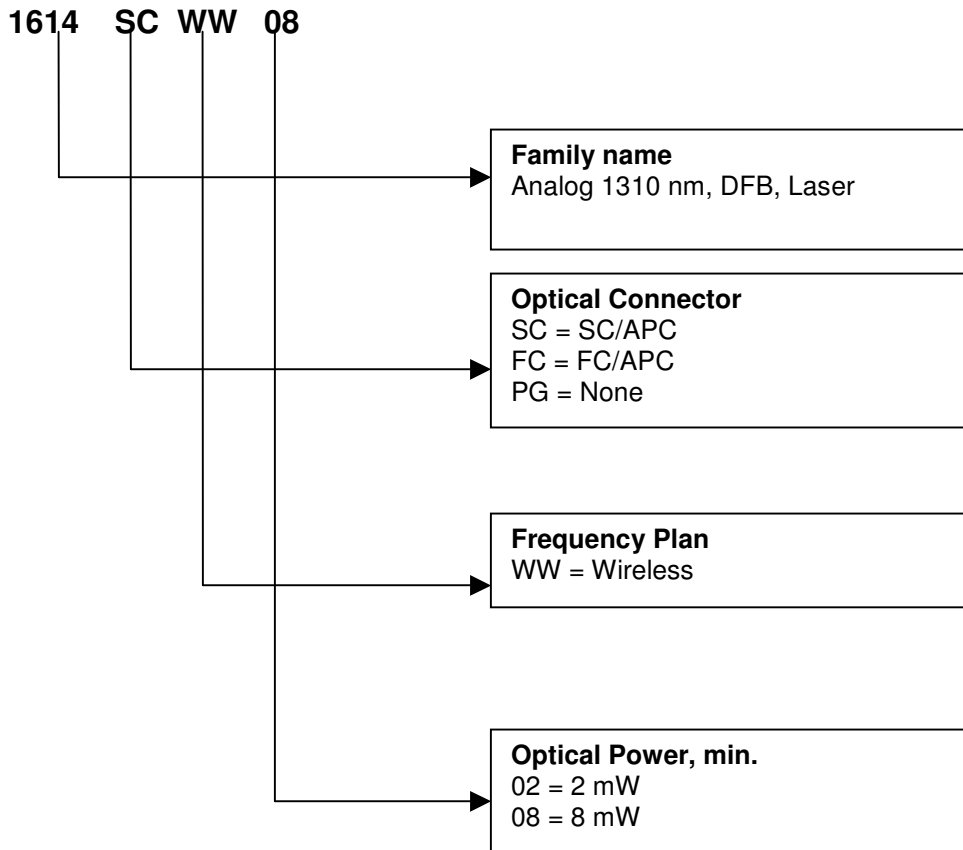 1614 SC WW 08
Family name
Analog 1310 nm, DFB, Laser
Optical Connector
SC = SC/APC
FC = FC/APC
PG = None
Frequency Plan
WW = Wireless
Optical Power, min.
02 = 2 mW
08 = 8 mW